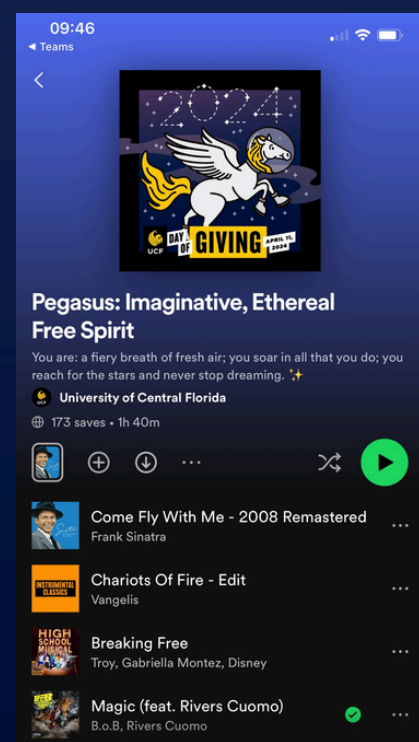 09:46
◀ Teams
2024
UCF
DAY OF GIVING
APRIL 11, 2024
Pegasus: Imaginative, Ethereal
Free Spirit
You are: a fiery breath of fresh air; you soar in all that you do; you
reach for the stars and never stop dreaming. ✨
University of Central Florida
173 saves • 1h 40m
Come Fly With Me - 2008 Remastered
Frank Sinatra
INSTRUMENTAL
CLASSICS
Chariots Of Fire - Edit
Vangelis
HIGH
SCHOOL
MUSICAL
Breaking Free
Troy, Gabriella Montez, Disney
Magic (feat. Rivers Cuomo)
B.o.B, Rivers Cuomo